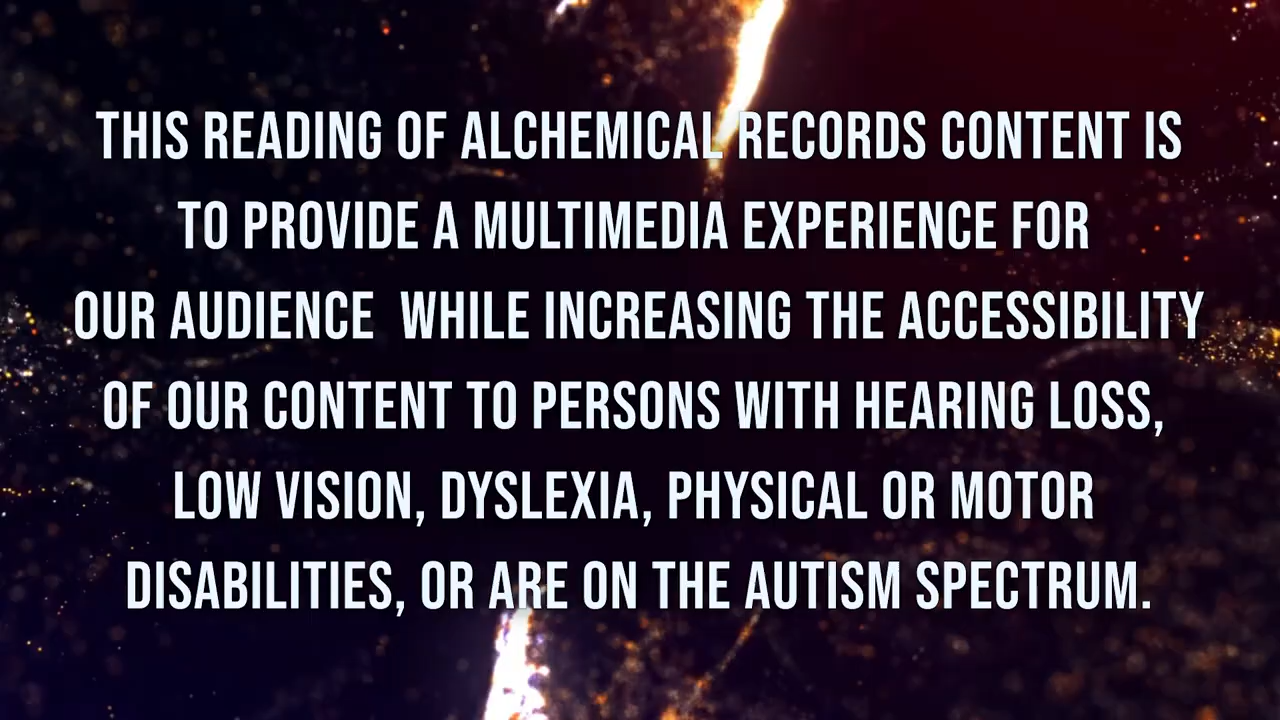 THIS READING OF ALCHEMICAL RECORDS CONTENT IS
TO PROVIDE A MULTIMEDIA EXPERIENCE FOR
OUR AUDIENCE  WHILE INCREASING THE ACCESSIBILITY
OF OUR CONTENT TO PERSONS WITH HEARING LOSS,
LOW VISION, DYSLEXIA, PHYSICAL OR MOTOR
DISABILITIES, OR ARE ON THE AUTISM SPECTRUM.